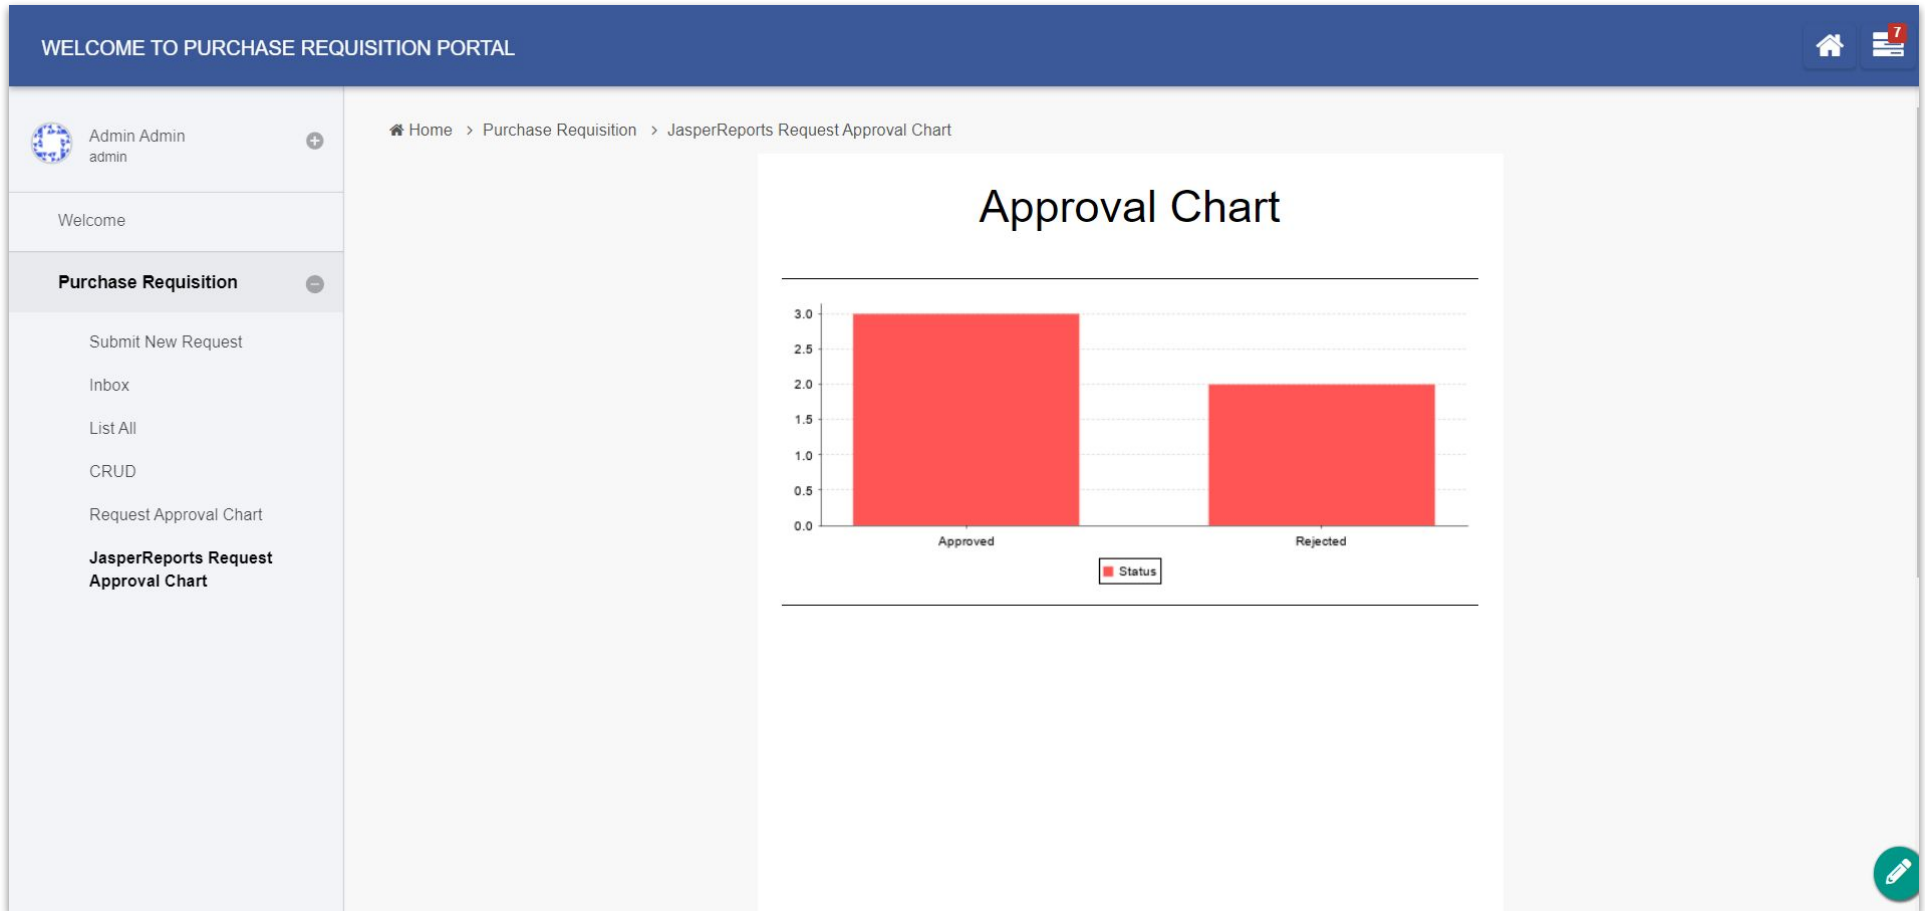 WELCOME TO PURCHASE REQUISITION PORTAL
7
Admin Admin
admin
Welcome
Purchase Requisition
Submit New Request
Inbox
List All
CRUD
Request Approval Chart
JasperReports Request
Approval Chart
Home > Purchase Requisition > JasperReports Request Approval Chart
Approval Chart
3.0
2.5
2.0
1.5
1.0
0.5
0.0
Approved Rejected
Status